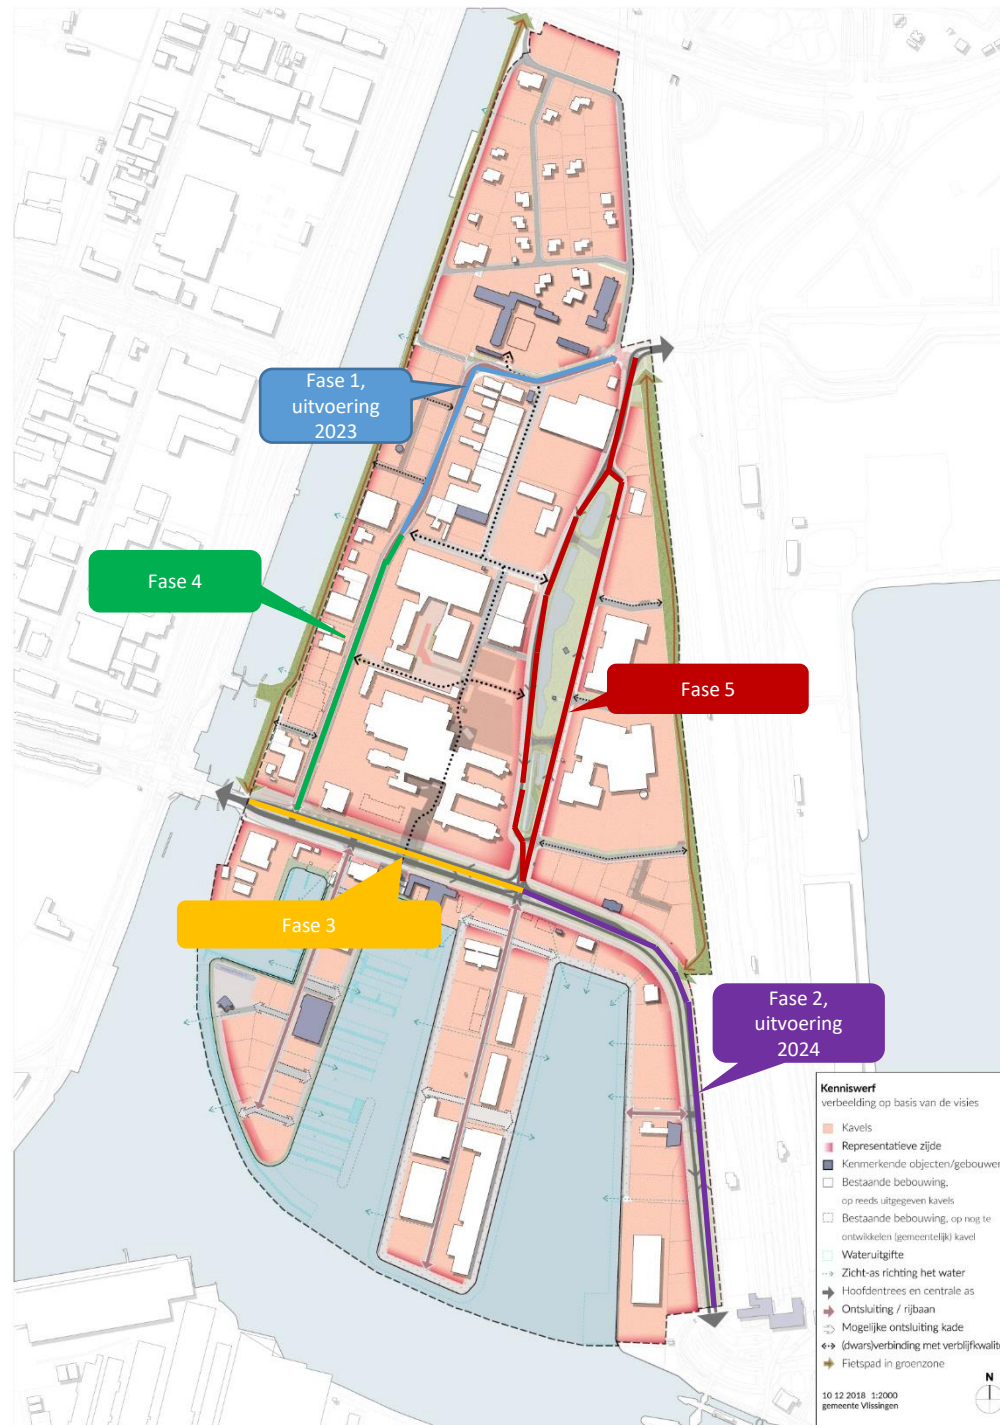 Fase 1,
uitvoering
2023
Fase 4
Fase 5
Fase 3
Fase 2,
uitvoering
2024
Kenniswerf
verbeelding op basis van de visies
Kavels
Representatieve zijde
Kenmerkende objecten/gebouwen
Bestaande bebouwing,
op reeds uitgegeven kavels
Bestaande bebouwing, op nog te
ontwikkelen (gemeentelijk) kavel
Wateruitgifte
Zicht-as richting het water
Hoofdentrees en centrale as
Ontsluiting / rijbaan
Mogelijke ontsluiting kade
(dwars)verbinding met verblijfkwalite
Fietspad in groenzone
10 12 2018 1:2000
gemeente Vlissingen
N